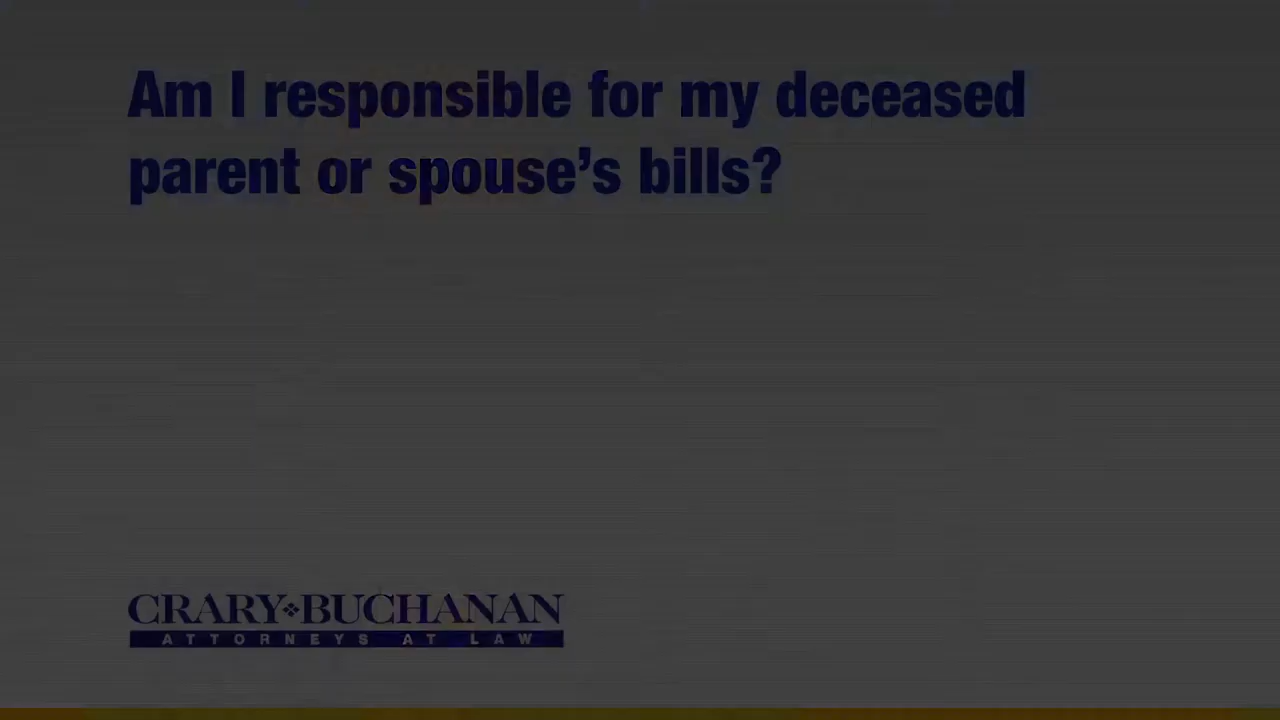 Am I responsible for my deceased
parent or spouse’s bills?
CRARY❖BUCHANAN
ATTORNEYS AT LAW